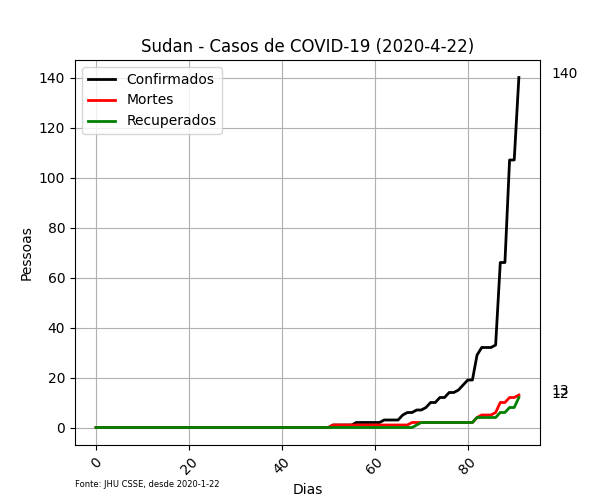 Sudan - Casos de COVID-19 (2020-4-22)
Confirmados
Mortes
Recuperados
140
140
120
100
80
60
40
20
0
13
12
Pessoas
0
20
40
60
80
Dias
Fonte: JHU CSSE, desde 2020-1-22